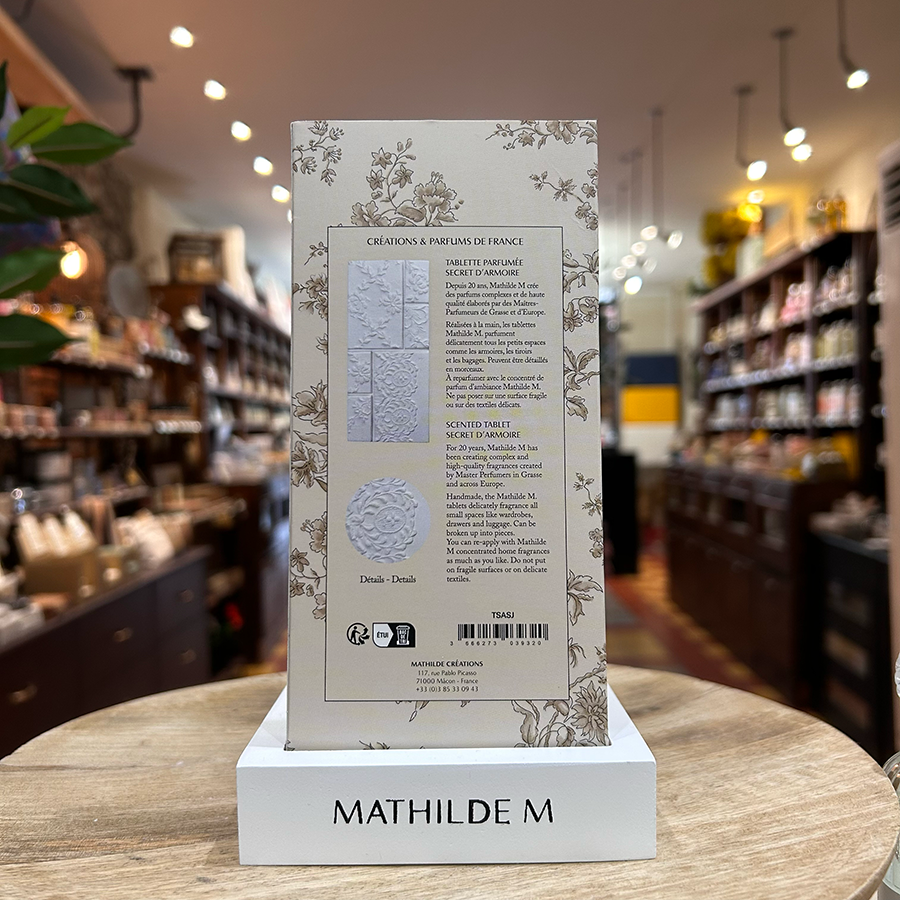 CRÉATIONS & PARFUMS DE FRANCE
TABLETTE PARFUMÉE
SECRET D'ARMOIRE
Depuis 20 ans, Mathilde M crée
des parfums complexes et de haute
qualité élaborés par des Maîtres-
Parfumeurs de Grasse et d'Europe.
Réalisées à la main, les tablettes
Mathilde M. parfument
délicatement tous les petits espaces
comme les armoires, les tiroirs
et les bagages. Peuvent être détaillés
en morceaux.
À reparfumer avec le concentré de
parfum d'ambiance Mathilde M.
Ne pas poser sur une surface fragile
ou sur des textiles délicats.
SCENTED TABLET
SECRET D'ARMOIRE
For 20 years, Mathilde M has
been creating complex and
high-quality fragrances created
by Master Perfumers in Grasse
and across Europe.
Handmade, the Mathilde M.
tablets delicately fragrance all
small spaces like wardrobes,
drawers and luggage. Can be
broken up into pieces.
You can re-apply with Mathilde
M concentrated home fragrances
as much as you like. Do not put
on fragile surfaces or on delicate
textiles.
Détails - Details
TSASJ
ÉTUI
3 666273 039320
MATHILDE CRÉATIONS
117, rue Pablo Picasso
71000 Mâcon - France
+33 (0)3 85 33 09 43
MATHILDE M